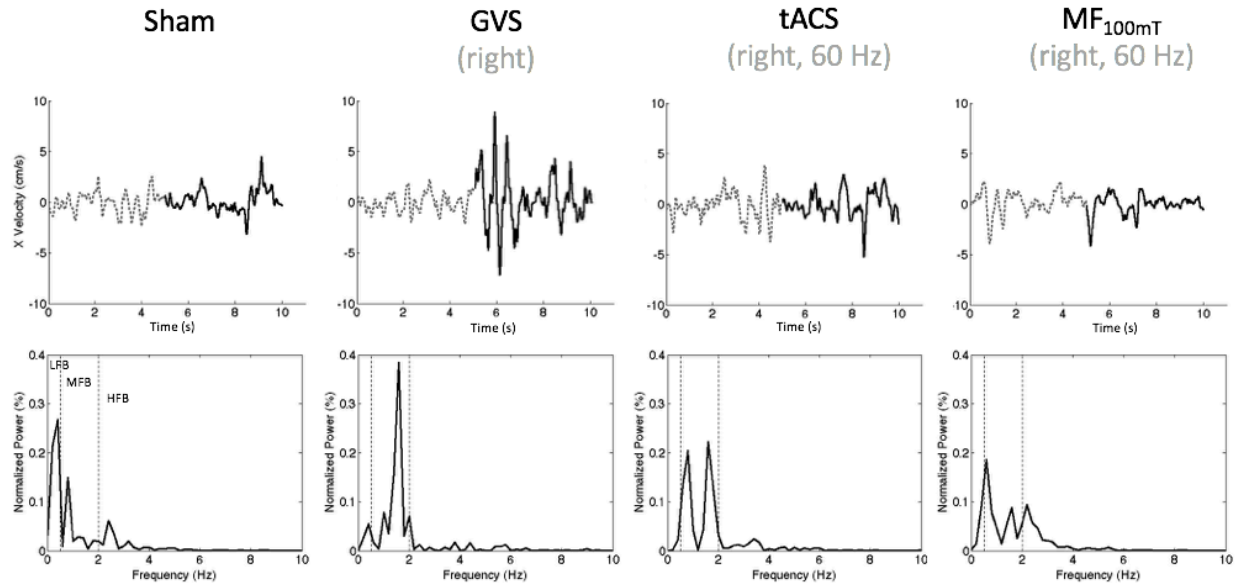 Sham
GVS
(right)
tACS
(right, 60 Hz)
MF100mT
(right, 60 Hz)
X Velocity (cm/s)
10
5
0
-5
-10
0 2 4 6 8 10
Time (s)
10
5
0
-5
-10
0 2 4 6 8 10
Time (s)
10
5
0
-5
-10
0 2 4 6 8 10
Time (s)
10
5
0
-5
-10
0 2 4 6 8 10
Time (s)
Normalized Power (%)
0.4
0.3
0.2
0.1
0
LFB
MFB
HFB
0 2 4 6 8 10
Frequency (Hz)
Normalized Power (%)
0.4
0.3
0.2
0.1
0
0 2 4 6 8 10
Frequency (Hz)
Normalized Power (%)
0.4
0.3
0.2
0.1
0
0 2 4 6 8 10
Frequency (Hz)
Normalized Power (%)
0.4
0.3
0.2
0.1
0
0 2 4 6 8 10
Frequency (Hz)